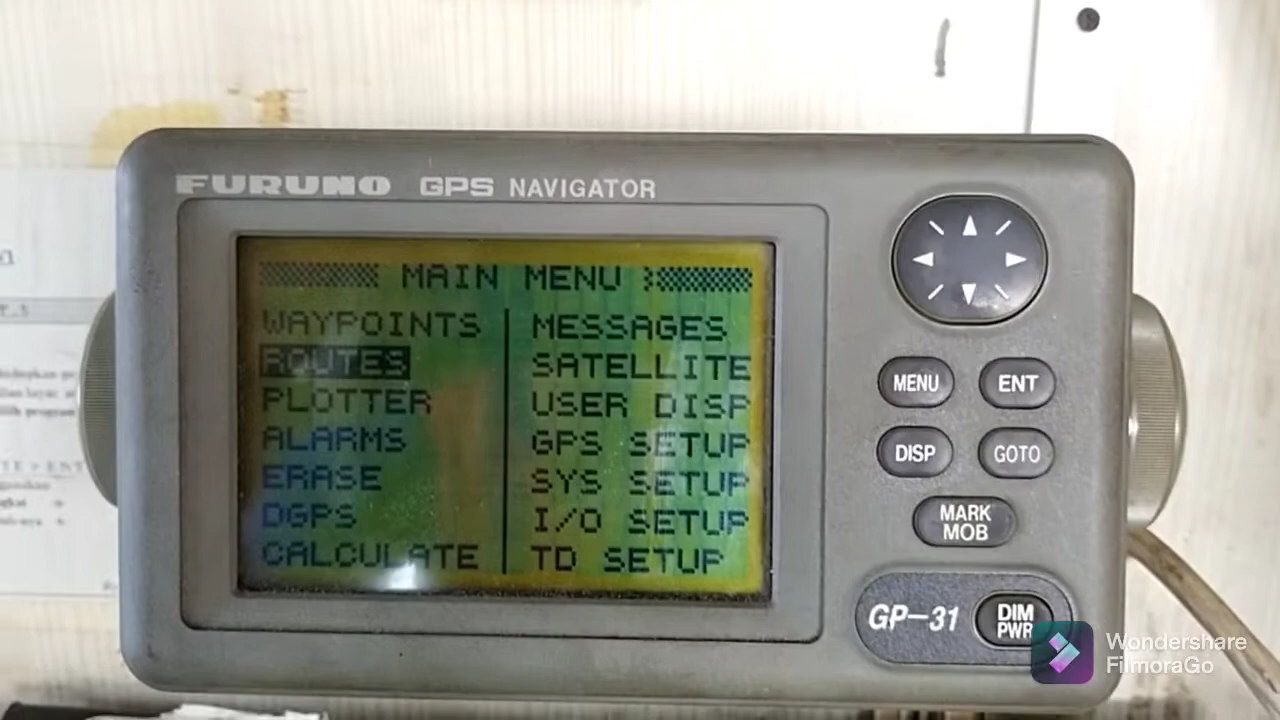 FURUNO GPS NAVIGATOR
MAIN MENU
WAYPOINTS
ROUTES
PLOTTER
ALARMS
ERASE
DGPS
CALCULATE
MESSAGES
SATELLITE
USER DISP
GPS SETUP
SYS SETUP
I/O SETUP
TD SETUP
MENU
ENT
DISP
GOTO
MARK
MOB
GP-31
DIM
PWR
Wondershare
FilmoraGo